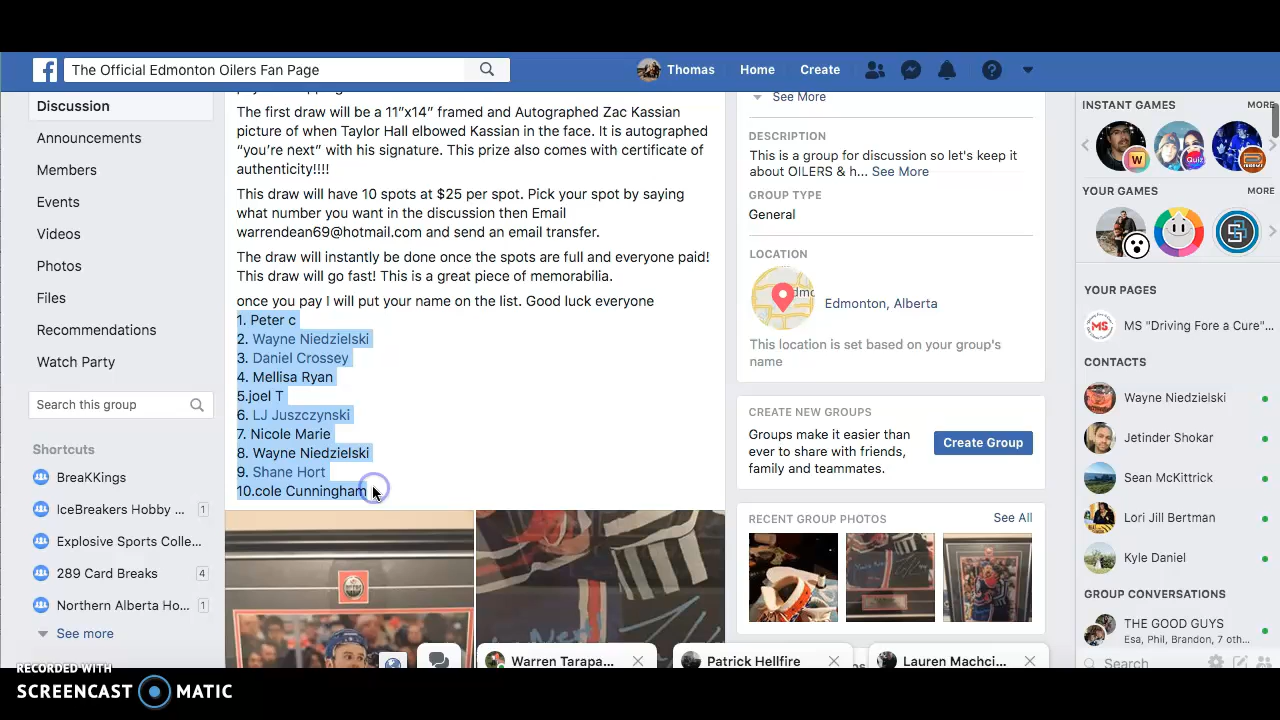 The Official Edmonton Oilers Fan Page
Thomas
Home
Create
Discussion
Announcements
Members
Events
Videos
Photos
Files
Recommendations
Watch Party
Search this group
Shortcuts
BreaKKings
IceBreakers Hobby ... 1
Explosive Sports Colle...
289 Card Breaks 4
Northern Alberta Ho... 1
See more
The first draw will be a 11”x14” framed and Autographed Zac Kassian
picture of when Taylor Hall elbowed Kassian in the face. It is autographed
“you’re next” with his signature. This prize also comes with certificate of
authenticity!!!!
This draw will have 10 spots at $25 per spot. Pick your spot by saying
what number you want in the discussion then Email
warrendean69@hotmail.com and send an email transfer.
The draw will instantly be done once the spots are full and everyone paid!
This draw will go fast! This is a great piece of memorabilia.
once you pay I will put your name on the list. Good luck everyone
1. Peter c
2. Wayne Niedzielski
3. Daniel Crossey
4. Mellisa Ryan
5.joel T
6. LJ Juszczynski
7. Nicole Marie
8. Wayne Niedzielski
9. Shane Hort
10.cole Cunningham
See More
DESCRIPTION
This is a group for discussion so let's keep it
about OILERS & h... See More
GROUP TYPE
General
LOCATION
Edmonton, Alberta
This location is set based on your group's
name
CREATE NEW GROUPS
Groups make it easier than
ever to share with friends,
family and teammates.
Create Group
RECENT GROUP PHOTOS
See All
INSTANT GAMES
MORE
W
Quiz
YOUR GAMES
MORE
YOUR PAGES
MS
MS "Driving Fore a Cure"...
CONTACTS
Wayne Niedzielski
Jetinder Shokar
Sean McKittrick
Lori Jill Bertman
Kyle Daniel
GROUP CONVERSATIONS
THE GOOD GUYS
Esa, Phil, Brandon, 7 oth...
Search
Warren Tarapa...
Patrick Hellfire
Lauren Machci...
RECORDED WITH
SCREENCAST MATIC